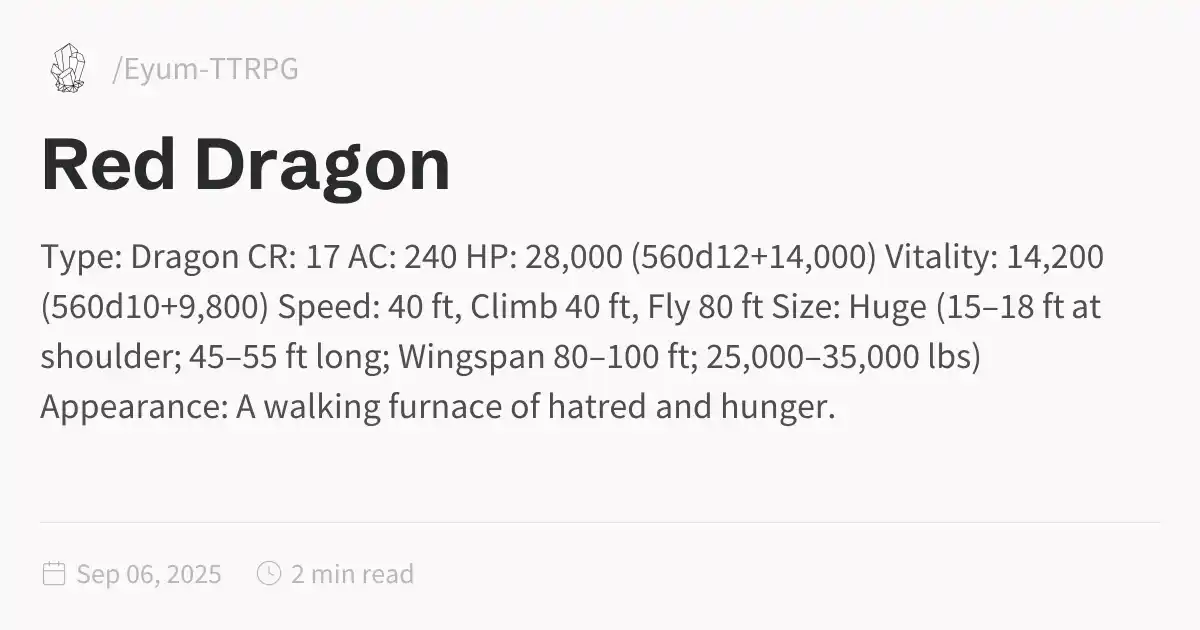 /Eyum-TTRPG
Red Dragon
Type: Dragon CR: 17 AC: 240 HP: 28,000 (560d12+14,000) Vitality: 14,200
(560d10+9,800) Speed: 40 ft, Climb 40 ft, Fly 80 ft Size: Huge (15–18 ft at
shoulder; 45–55 ft long; Wingspan 80–100 ft; 25,000–35,000 lbs)
Appearance: A walking furnace of hatred and hunger.
Sep 06, 2025 2 min read